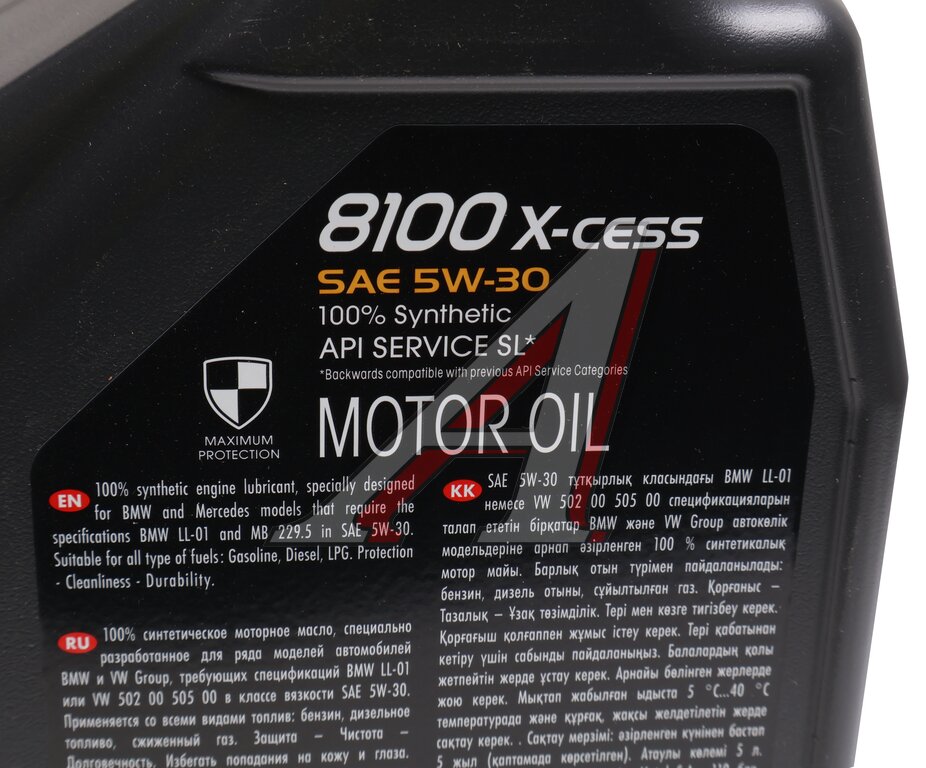 8100 X-cess
SAE 5W-30
100% Synthetic
API SERVICE SL*
*Backwards compatible with previous API Service Categories
MOTOR OIL
MAXIMUM
PROTECTION
EN 100% synthetic engine lubricant, specially designed
for BMW and Mercedes models that require the
specifications BMW LL-01 and MB 229.5 in SAE 5W-30.
Suitable for all type of fuels: Gasoline, Diesel, LPG. Protection
- Cleanliness - Durability.
RU 100% синтетическое моторное масло, специально
разработанное для ряда моделей автомобилей
BMW и VW Group, требующих спецификаций BMW LL-01
или VW 502 00 505 00 в классе вязкости SAE 5W-30.
Применяется со всеми видами топлив: бензин, дизельное
топливо, сжиженный газ. Защита – Чистота –
Долговечность. Избегать попадания на кожу и глаза.
KK SAE 5W-30 тұтқырлық класындағы BMW LL-01
немесе VW 502 00 505 00 спецификацияларын
талап ететін бірқатар BMW және VW Group автокөлік
модельдеріне арнап әзірленген 100 % синтетикалық
мотор майы. Барлық отын түрімен пайдаланылады:
бензин, дизель отыны, сұйылтылған газ. Қорғаныс –
Тазалық – Ұзақ төзімділік. Тері мен көзге тигізбеу керек.
Қорғағыш қолғаппен жұмыс істеу керек. Тері қабатынан
кетіру үшін сабынды пайдаланыңыз. Балалардың қолы
жетпейтін жерде ұстау керек. Арнайы бөлінген жерлерде
жою керек. Мықтап жабылған ыдыста 5 °C...40 °C
температурада және құрғақ, жақсы желдетілетін жерде
сақтау керек. . Сақтау мерзімі: әзірленген күнінен бастап
5 жыл (қаптамада көрсетілген). Атаулы көлемі 5 л.